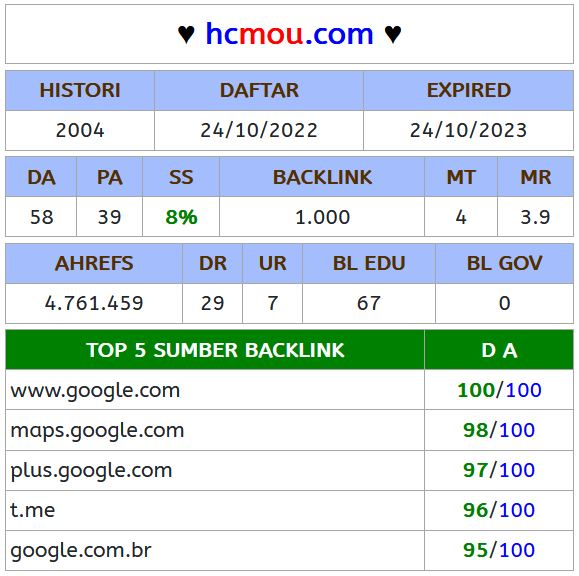 ♥ hcmou.com ♥
HISTORI DAFTAR EXPIRED
2004 24/10/2022 24/10/2023
DA PA SS BACKLINK MT MR
58 39 8% 1.000 4 3.9
AHREFS DR UR BL EDU BL GOV
4.761.459 29 7 67 0
TOP 5 SUMBER BACKLINK D A
www.google.com 100/100
maps.google.com 98/100
plus.google.com 97/100
t.me 96/100
google.com.br 95/100